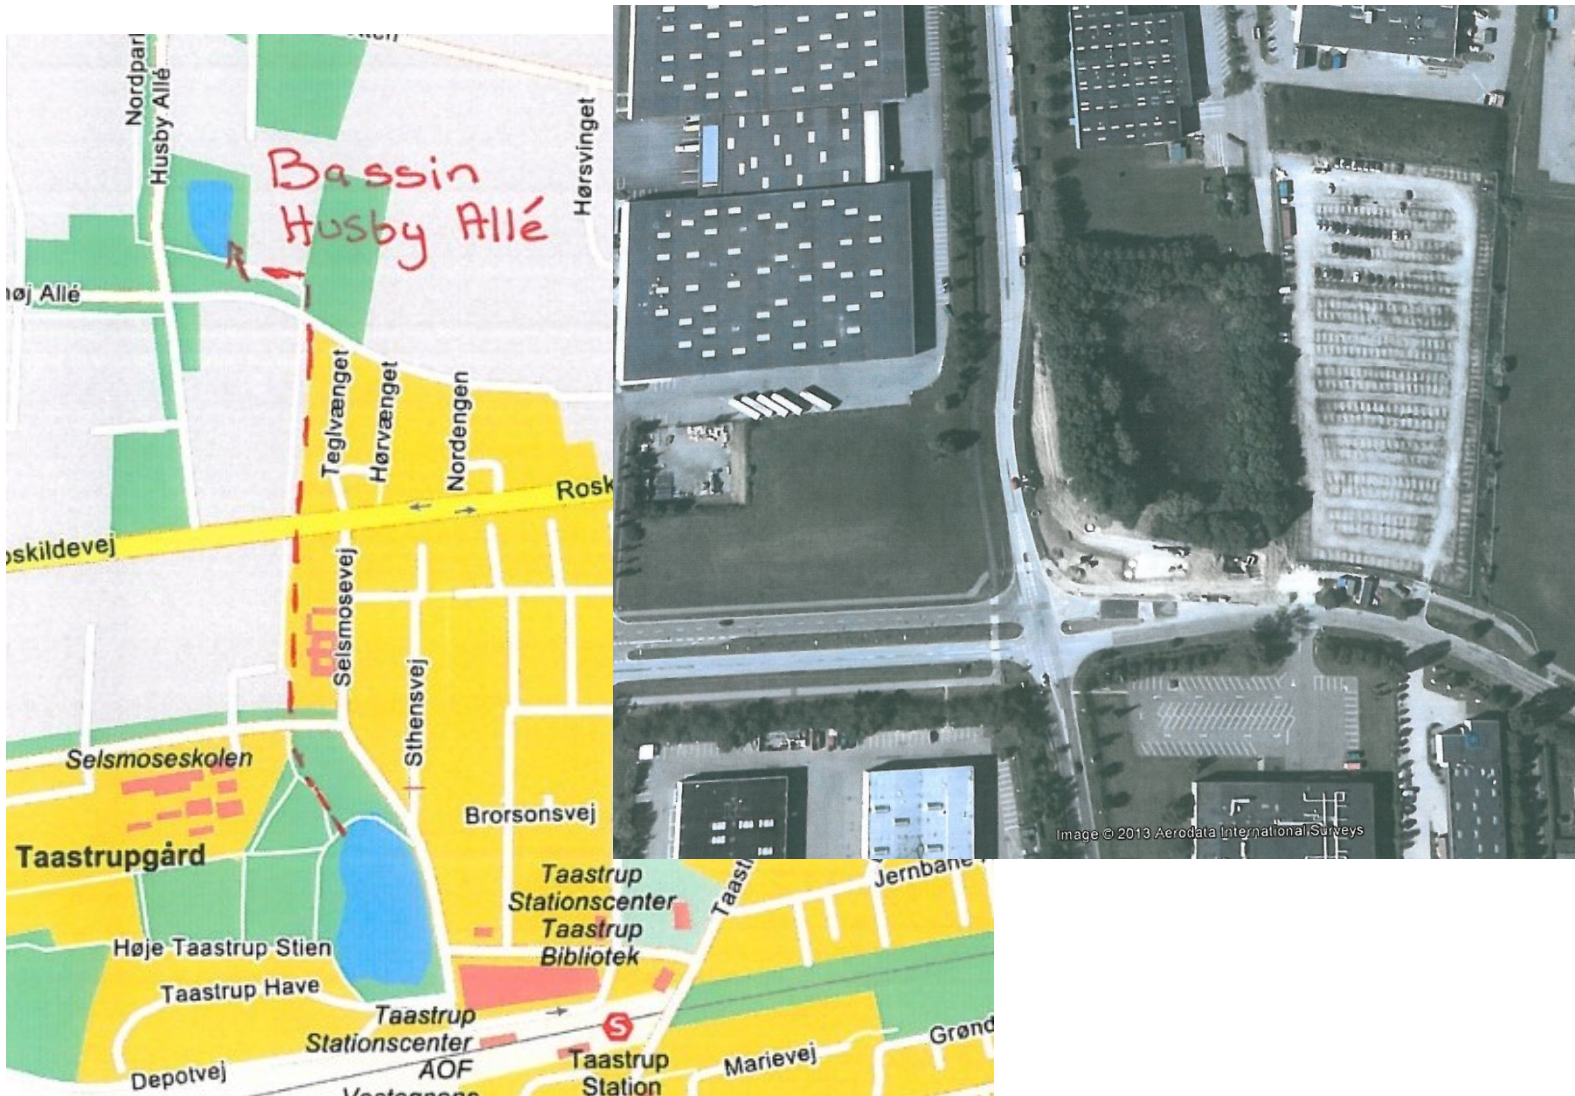 Nordpar
Husby Allé
Hørsvinget
Bassin
Husby Allé
øj Allé
Teglvænget
Hørvænget
Nordengen
Rosk
oskildevej
Selsmosevej
Sthensvej
Selsmoseskolen
Brorsonsvej
Taastrupgård
Taastrup
Stationscenter
Taastrup
Bibliotek
Taast
Jernbane
Høje Taastrup Stien
Taastrup Have
Taastrup
Stationscenter
AOF
Depotvej
S
Taastrup
Station
Marievej
Grønd
Image © 2013 Aerodata International Surveys